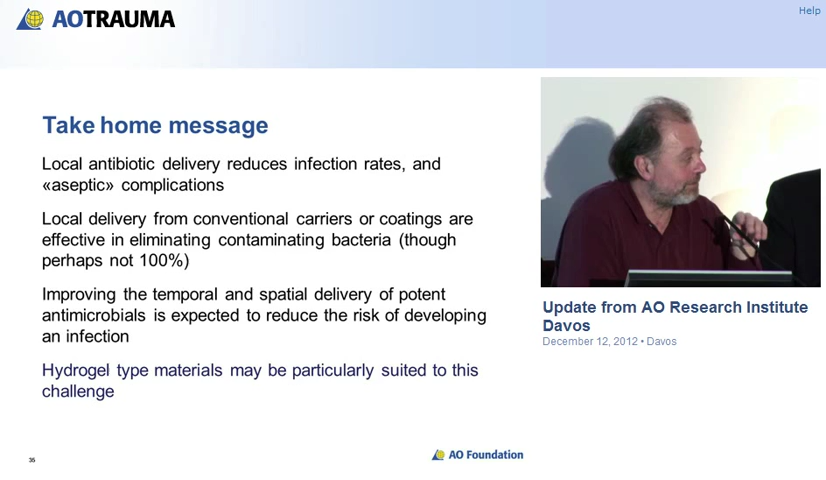 AOTRAUMA
Help
Take home message
Local antibiotic delivery reduces infection rates, and
«aseptic» complications
Local delivery from conventional carriers or coatings are
effective in eliminating contaminating bacteria (though
perhaps not 100%)
Improving the temporal and spatial delivery of potent
antimicrobials is expected to reduce the risk of developing
an infection
Hydrogel type materials may be particularly suited to this
challenge
Update from AO Research Institute
Davos
December 12, 2012 • Davos
35
AO Foundation